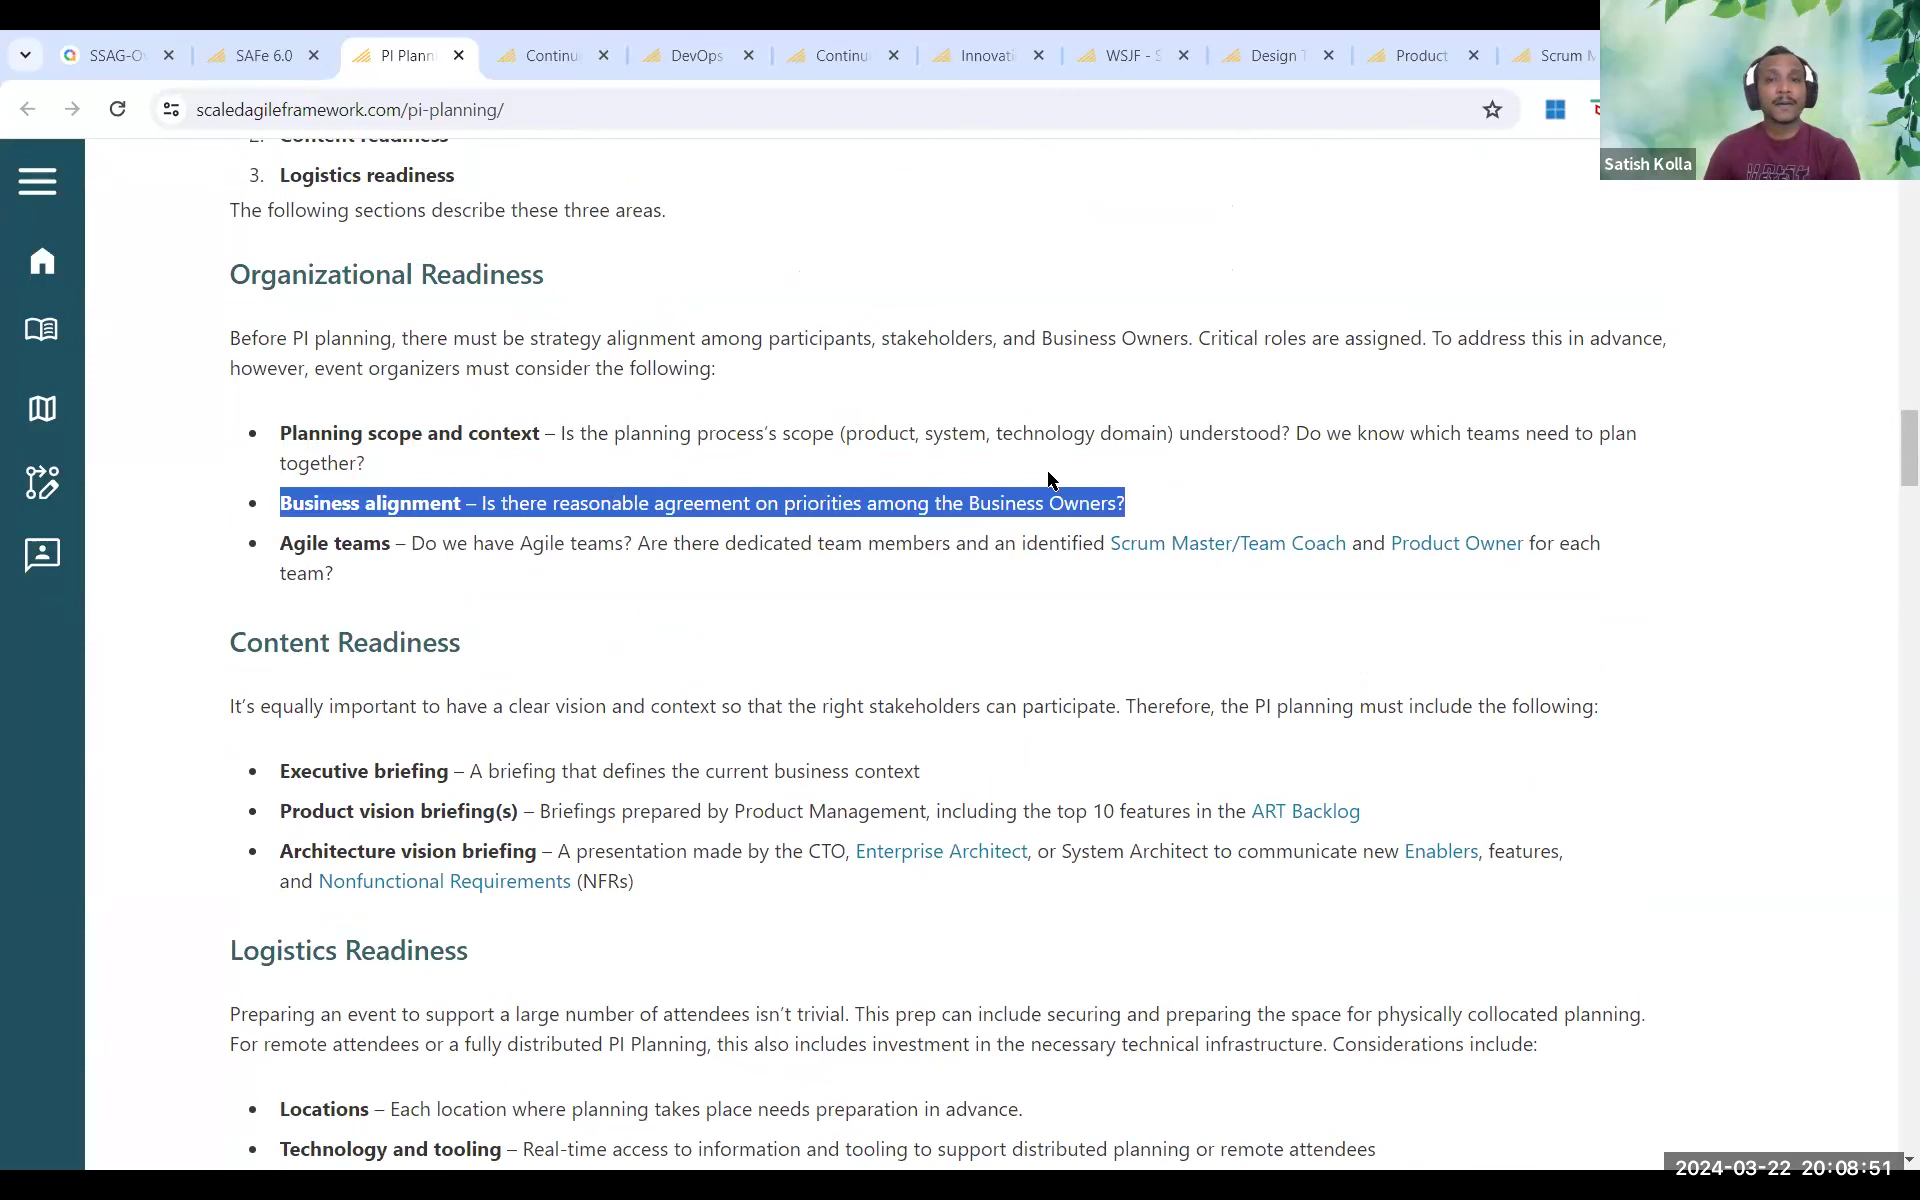 SSAG-O
SAFe 6.0
PI Plann
Continu
DevOps
Continu
Innovati
WSJF - S
Design T
Product
Scrum M
scaledagileframework.com/pi-planning/
Satish Kolla
2. Content readiness
3. Logistics readiness
The following sections describe these three areas.
Organizational Readiness
Before PI planning, there must be strategy alignment among participants, stakeholders, and Business Owners. Critical roles are assigned. To address this in advance,
however, event organizers must consider the following:
• Planning scope and context – Is the planning process’s scope (product, system, technology domain) understood? Do we know which teams need to plan
together?
• Business alignment – Is there reasonable agreement on priorities among the Business Owners?
• Agile teams – Do we have Agile teams? Are there dedicated team members and an identified Scrum Master/Team Coach and Product Owner for each
team?
Content Readiness
It’s equally important to have a clear vision and context so that the right stakeholders can participate. Therefore, the PI planning must include the following:
• Executive briefing – A briefing that defines the current business context
• Product vision briefing(s) – Briefings prepared by Product Management, including the top 10 features in the ART Backlog
• Architecture vision briefing – A presentation made by the CTO, Enterprise Architect, or System Architect to communicate new Enablers, features,
and Nonfunctional Requirements (NFRs)
Logistics Readiness
Preparing an event to support a large number of attendees isn’t trivial. This prep can include securing and preparing the space for physically collocated planning.
For remote attendees or a fully distributed PI Planning, this also includes investment in the necessary technical infrastructure. Considerations include:
• Locations – Each location where planning takes place needs preparation in advance.
• Technology and tooling – Real-time access to information and tooling to support distributed planning or remote attendees
2024-03-22 20:08:51